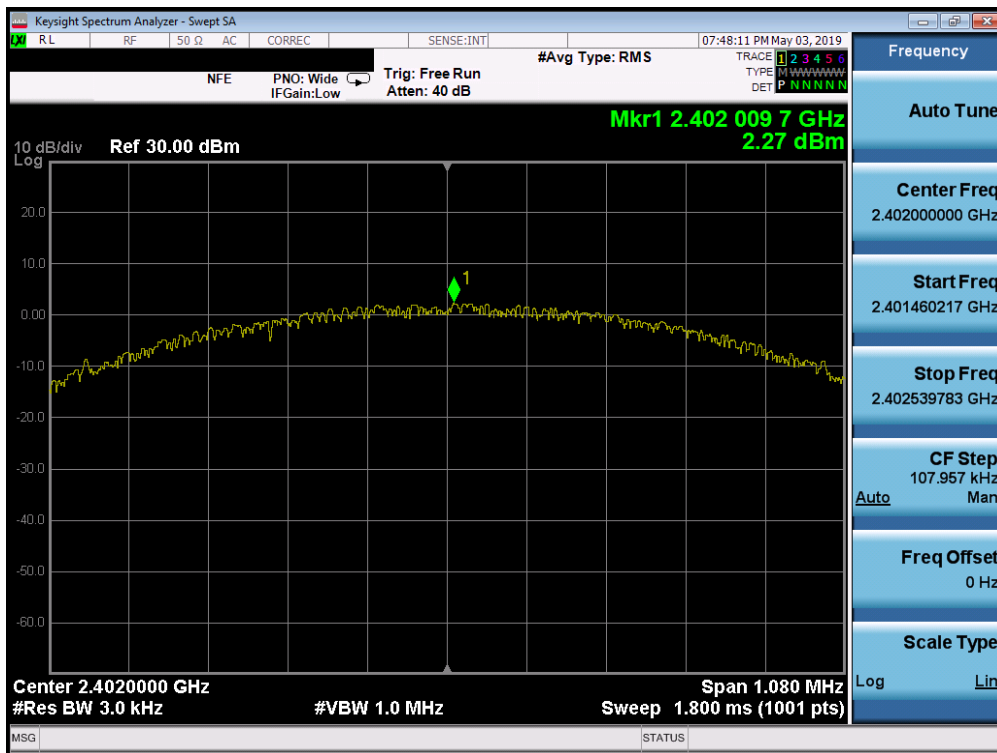 Keysight Spectrum Analyzer - Swept SA
LXI RL RF 50 Ω AC CORREC SENSE:INT 07:48:11 PM May 03, 2019
NFE PNO: Wide IFGain:Low
Trig: Free Run
Atten: 40 dB
#Avg Type: RMS
TRACE 1 2 3 4 5 6
TYPE M WWWWW
DET P N N N N N
Mkr1 2.402 009 7 GHz
2.27 dBm
10 dB/div Ref 30.00 dBm
Log
20.0
10.0
0.00
-10.0
-20.0
-30.0
-40.0
-50.0
-60.0
1
Center 2.4020000 GHz Span 1.080 MHz
#Res BW 3.0 kHz #VBW 1.0 MHz Sweep 1.800 ms (1001 pts)
MSG STATUS
Frequency
Auto Tune
Center Freq
2.402000000 GHz
Start Freq
2.401460217 GHz
Stop Freq
2.402539783 GHz
CF Step
107.957 kHz
Auto Man
Freq Offset
0 Hz
Scale Type
Log Lin